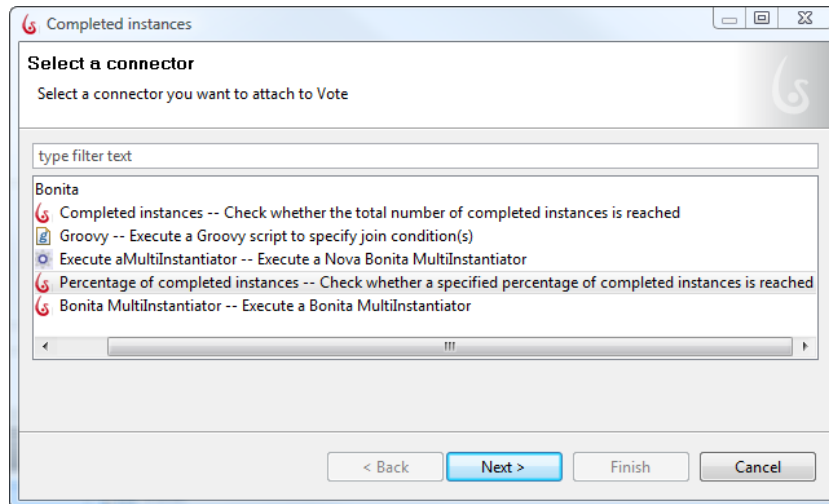 Completed instances
Select a connector
Select a connector you want to attach to Vote
type filter text
Bonita
Completed instances -- Check whether the total number of completed instances is reached
Groovy -- Execute a Groovy script to specify join condition(s)
Execute aMultiInstantiator -- Execute a Nova Bonita MultiInstantiator
Percentage of completed instances -- Check whether a specified percentage of completed instances is reached
Bonita MultiInstantiator -- Execute a Bonita MultiInstantiator
< Back Next > Finish Cancel